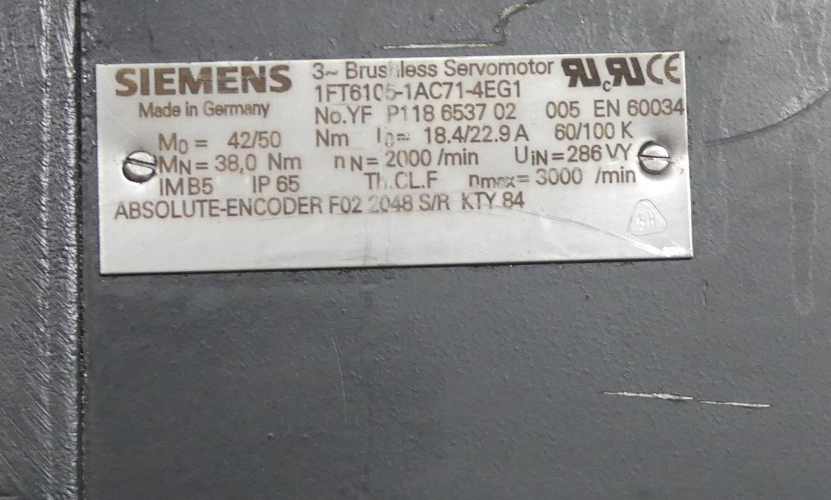 SIEMENS 3~ Brushless Servomotor
1FT6105-1AC71-4EG1
Made in Germany No.YF P118 6537 02 005 EN 60034
M0 = 42/50 Nm I0= 18.4/22.9 A 60/100 K
MN = 38,0 Nm nN = 2000 /min UIN = 286 VY
IM B5 IP 65 Th.CL.F nmax= 3000 /min
ABSOLUTE-ENCODER F02 2048 S/R KTY 84